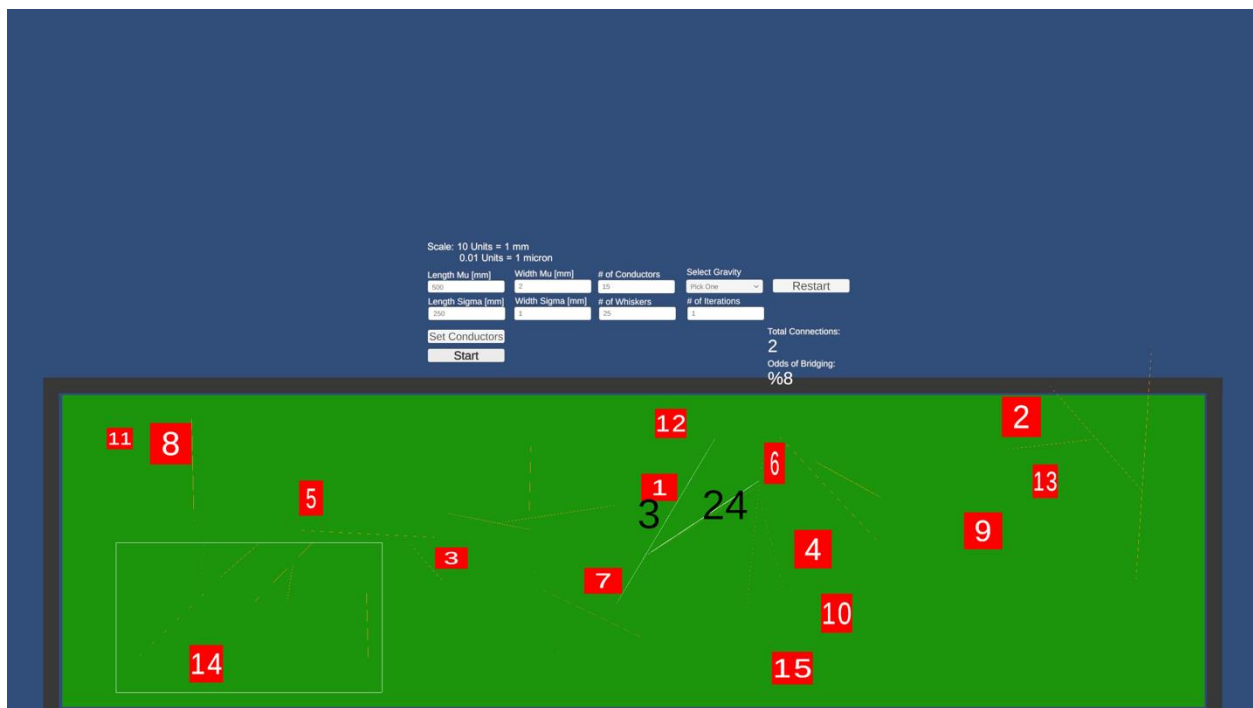 Scale: 10 Units = 1 mm
0.01 Units = 1 micron
Length Mu [mm] Width Mu [mm] # of Conductors Select Gravity
500 2 15 Pick One Restart
Length Sigma [mm] Width Sigma [mm] # of Whiskers # of Iterations
250 1 25 1
Set Conductors
Total Connections:
2
Start
Odds of Bridging:
%8
2
12
11
8
6
13
1
5
3
24
9
4
3
7
10
14
15